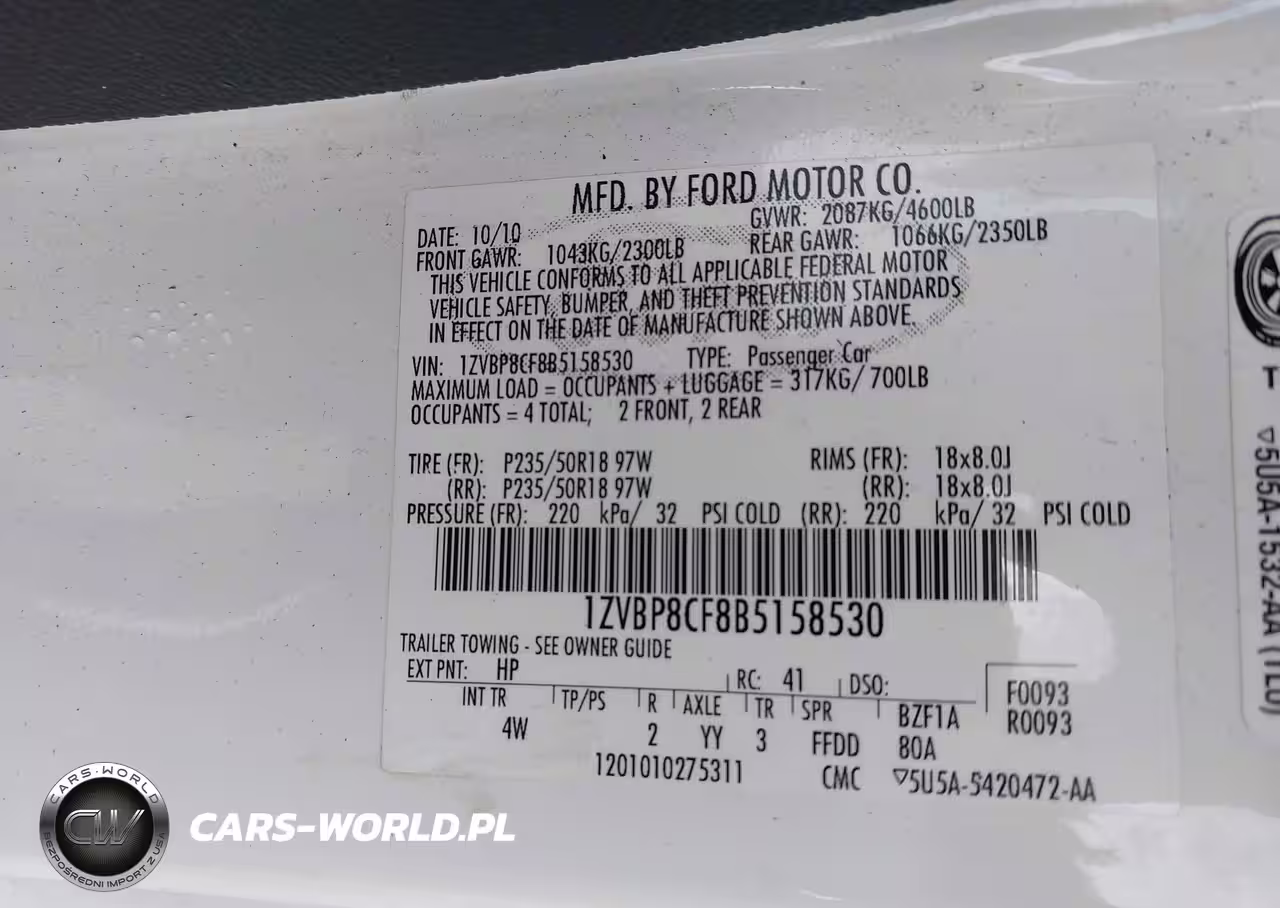 MFD. BY FORD MOTOR CO.
DATE: 10/10 GVWR: 2087KG/4600LB
FRONT GAWR: 1043KG/2300LB REAR GAWR: 1066KG/2350LB
THIS VEHICLE CONFORMS TO ALL APPLICABLE FEDERAL MOTOR
VEHICLE SAFETY, BUMPER, AND THEFT PREVENTION STANDARDS
IN EFFECT ON THE DATE OF MANUFACTURE SHOWN ABOVE.
VIN: 1ZVBP8CF8B5158530 TYPE: Passenger Car
MAXIMUM LOAD = OCCUPANTS + LUGGAGE = 317KG/ 700LB
OCCUPANTS = 4 TOTAL; 2 FRONT, 2 REAR
TIRE (FR): P235/50R18 97W RIMS (FR): 18x8.0J
(RR): P235/50R18 97W (RR): 18x8.0J
PRESSURE (FR): 220 kPa/ 32 PSI COLD (RR): 220 kPa/ 32 PSI COLD
1ZVBP8CF8B5158530
TRAILER TOWING - SEE OWNER GUIDE
EXT PNT: HP RC: 41 DSO: F0093
INT TR TP/PS R AXLE TR SPR BZF1A R0093
4W 2 YY 3 FFDD 80A
1201010275311 CMC ▽5U5A-5420472-AA
T ▽5U5A-1532-AA (TLU)
CARS-WORLD
CW
BEZPOŚREDNI IMPORT Z USA
CARS-WORLD.PL